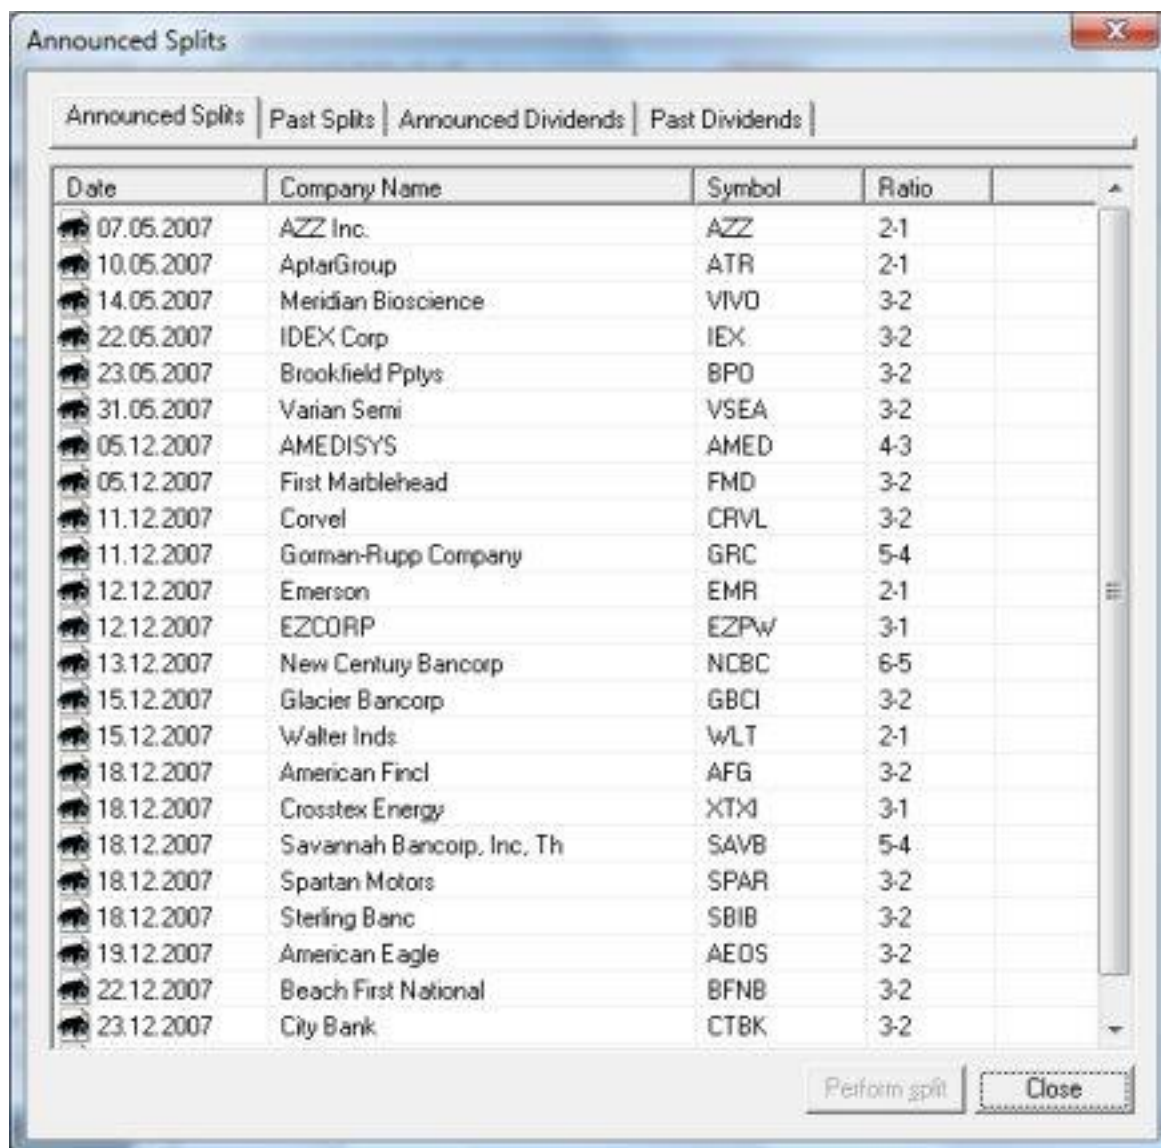 Announced Splits
Announced Splits Past Splits Announced Dividends Past Dividends
Date Company Name Symbol Ratio
07.05.2007 AZZ Inc. AZZ 2-1
10.05.2007 AptarGroup ATR 2-1
14.05.2007 Meridian Bioscience VIVO 3-2
22.05.2007 IDEX Corp IEX 3-2
23.05.2007 Brookfield Pptys BPO 3-2
31.05.2007 Varian Semi VSEA 3-2
05.12.2007 AMEDISYS AMED 4-3
05.12.2007 First Marblehead FMD 3-2
11.12.2007 Corvel CRVL 3-2
11.12.2007 Gorman-Rupp Company GRC 5-4
12.12.2007 Emerson EMR 2-1
12.12.2007 EZCORP EZPW 3-1
13.12.2007 New Century Bancorp NCBC 6-5
15.12.2007 Glacier Bancorp GBCI 3-2
15.12.2007 Walter Inds WLT 2-1
18.12.2007 American Fincl AFG 3-2
18.12.2007 Crosstex Energy XTXI 3-1
18.12.2007 Savannah Bancorp, Inc, Th SAVB 5-4
18.12.2007 Spartan Motors SPAR 3-2
18.12.2007 Sterling Banc SBIB 3-2
19.12.2007 American Eagle AEOS 3-2
22.12.2007 Beach First National BFNB 3-2
23.12.2007 City Bank CTBK 3-2
Perform split Close